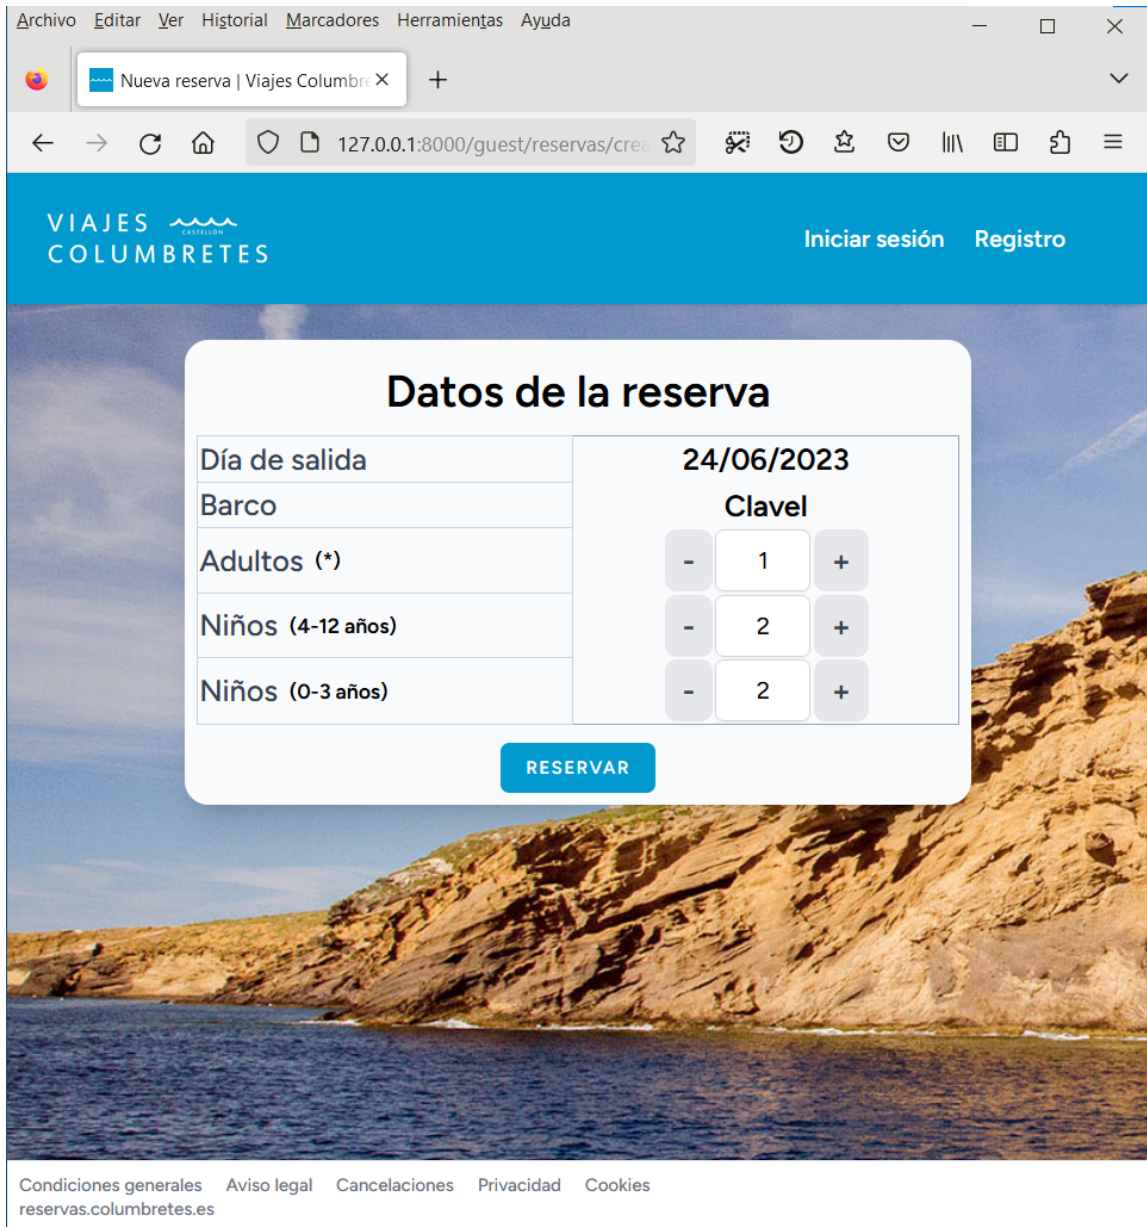 Archivo Editar Ver Historial Marcadores Herramientas Ayuda
Nueva reserva | Viajes Columbre
127.0.0.1:8000/guest/reservas/crea
VIAJES
CASTELLÓN
COLUMBRETES
Iniciar sesión Registro
Datos de la reserva
Día de salida 24/06/2023
Barco Clavel
Adultos (*) - 1 +
Niños (4-12 años) - 2 +
Niños (0-3 años) - 2 +
RESERVAR
Condiciones generales Aviso legal Cancelaciones Privacidad Cookies
reservas.columbretes.es